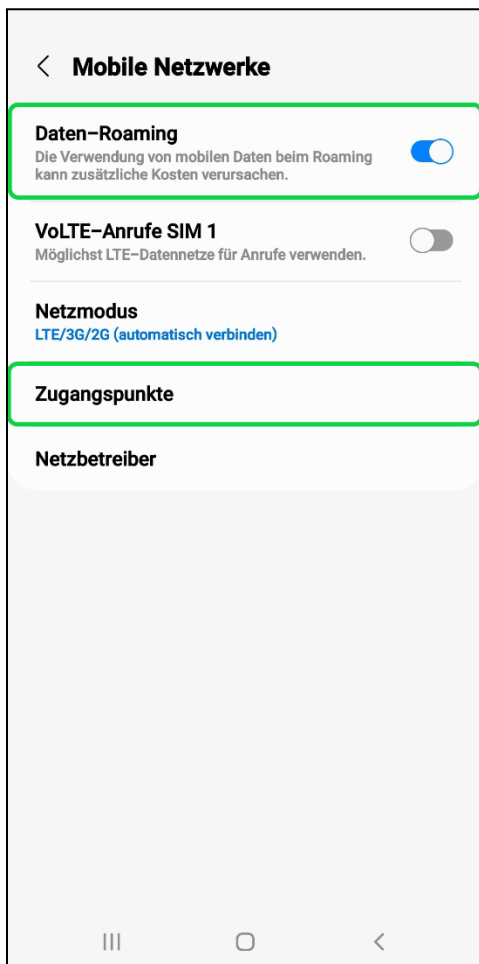 Mobile Netzwerke
Daten-Roaming
Die Verwendung von mobilen Daten beim Roaming
kann zusätzliche Kosten verursachen.
VoLTE-Anrufe SIM 1
Möglichst LTE-Datennetze für Anrufe verwenden.
Netzmodus
LTE/3G/2G (automatisch verbinden)
Zugangspunkte
Netzbetreiber